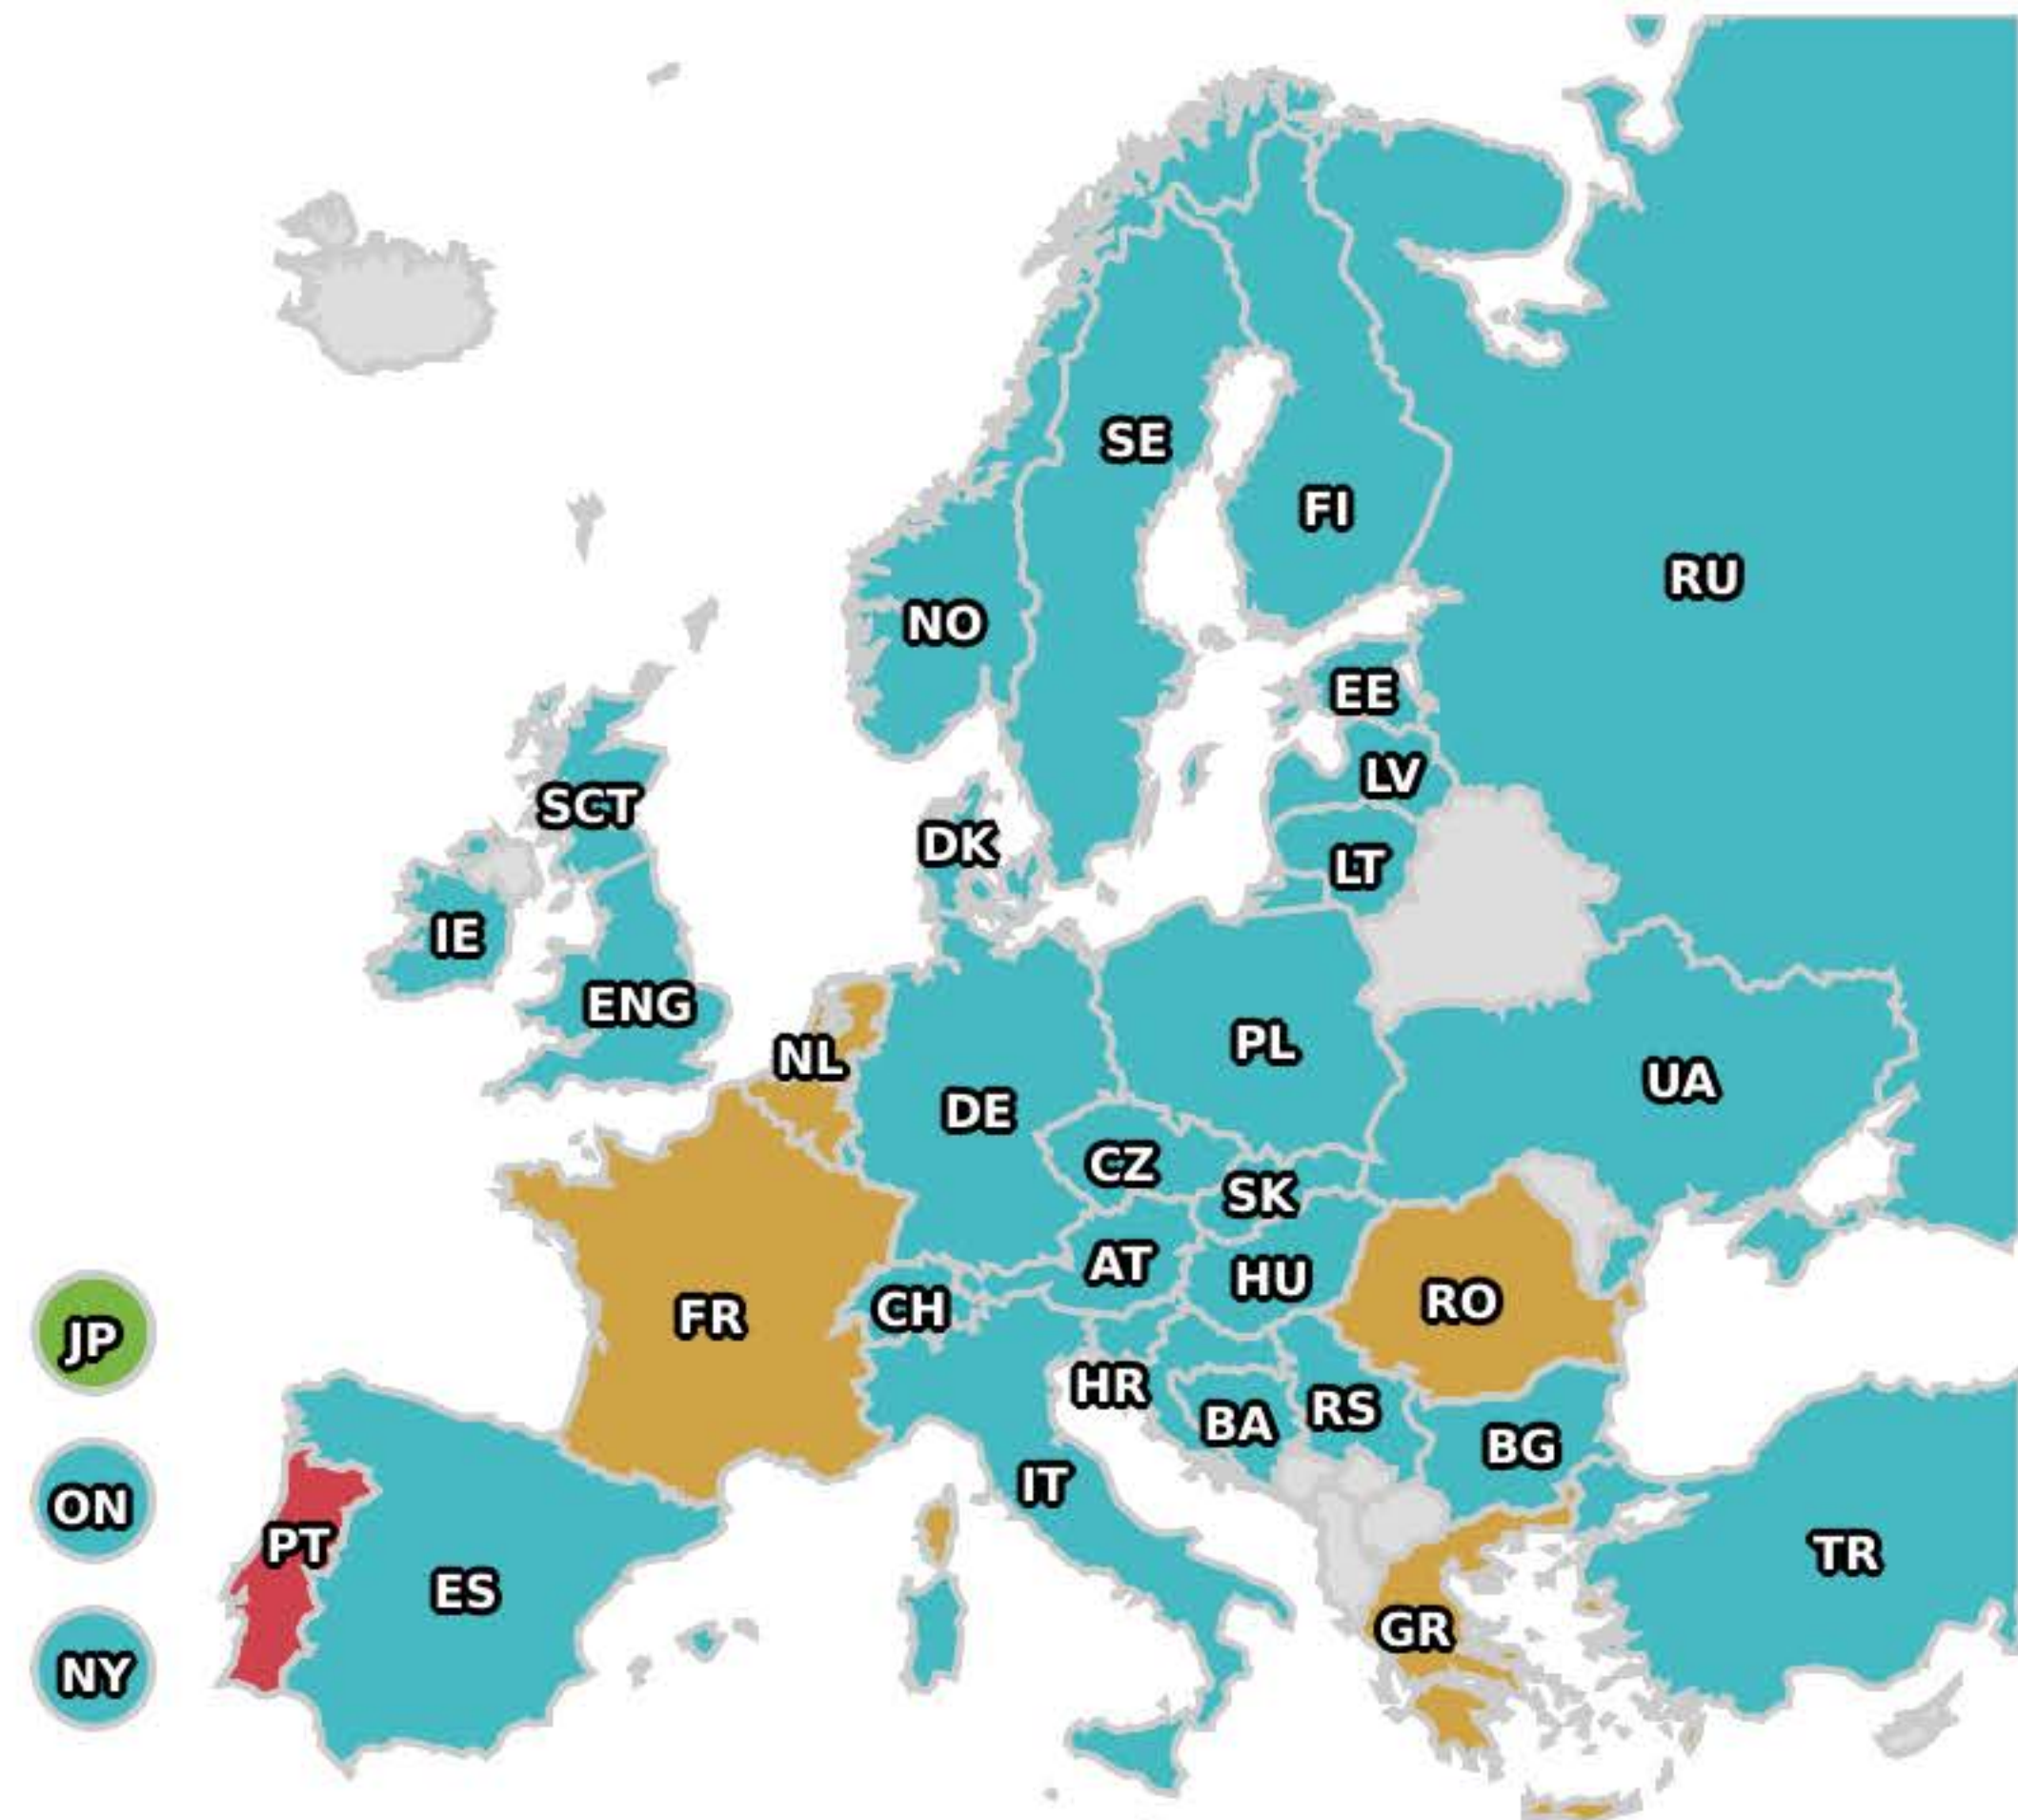 SE
FI
RU
NO
EE
LV
SCT
DK
LT
IE
ENG
NL
PL
UA
DE
CZ
SK
AT
HU
CH
RO
FR
JP
HR
RS
BA
BG
IT
ON
PT
TR
ES
GR
NY